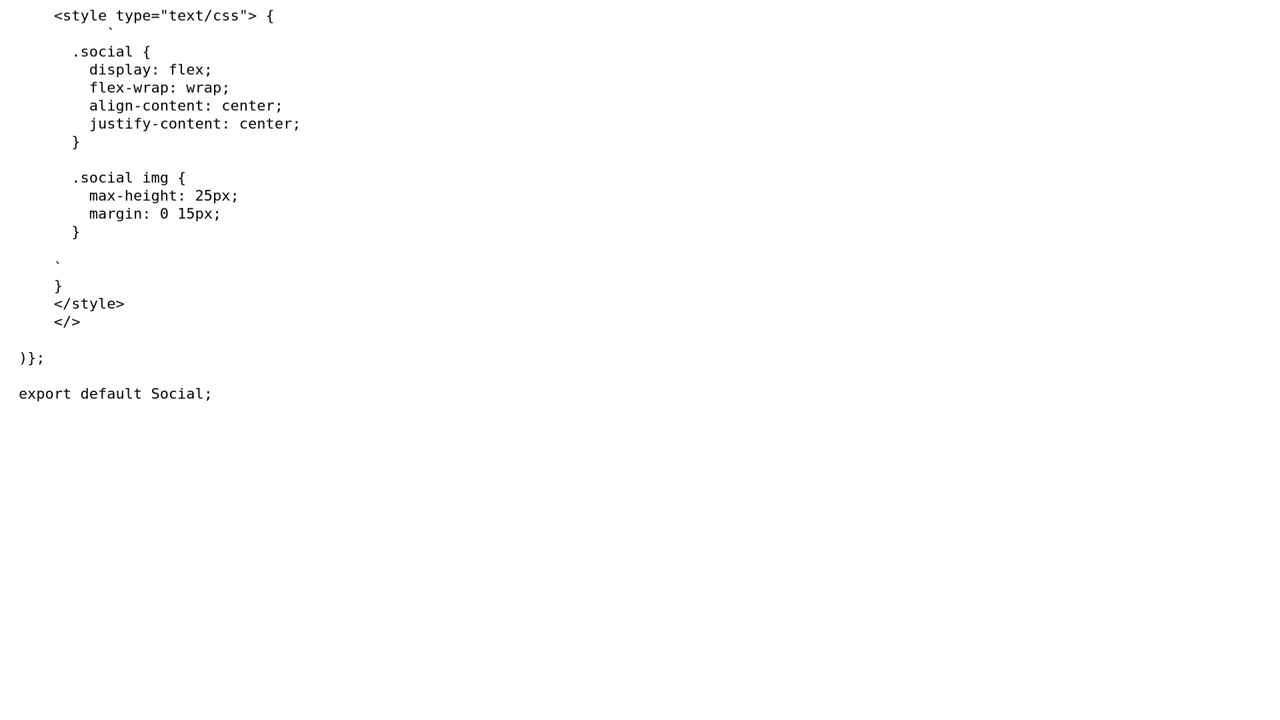 <style type="text/css"> {
`
.social {
display: flex;
flex-wrap: wrap;
align-content: center;
justify-content: center;
}
.social img {
max-height: 25px;
margin: 0 15px;
}
`
}
</style>
</>
)};
export default Social;